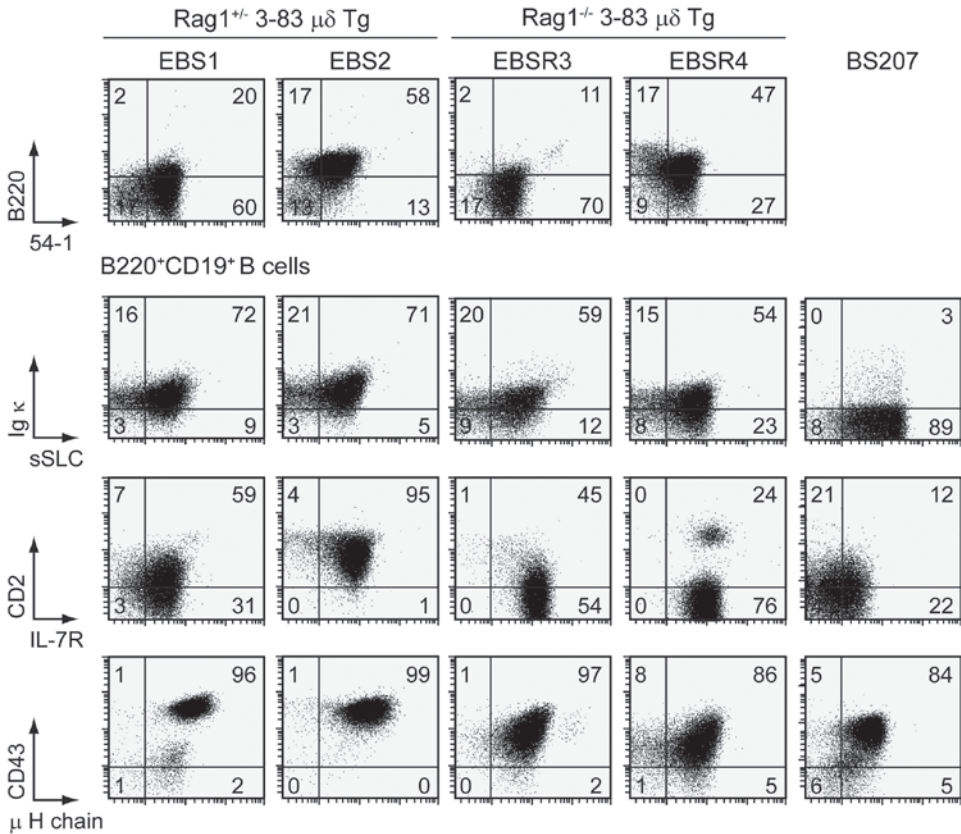 Rag1+/- 3-83 μδ Tg Rag1-/- 3-83 μδ Tg
EBS1 EBS2 EBSR3 EBSR4 BS207
2 20 17 58 2 11 17 47
17 60 13 13 17 70 9 27
B220
54-1
B220+CD19+ B cells
16 72 21 71 20 59 15 54 0 3
3 9 3 5 9 12 8 23 8 89
Ig κ
sSLC
7 59 4 95 1 45 0 24 21 12
3 31 0 1 0 54 0 76 22
CD2
IL-7R
1 96 1 99 1 97 8 86 5 84
1 2 0 0 0 2 1 5 6 5
CD43
μ H chain